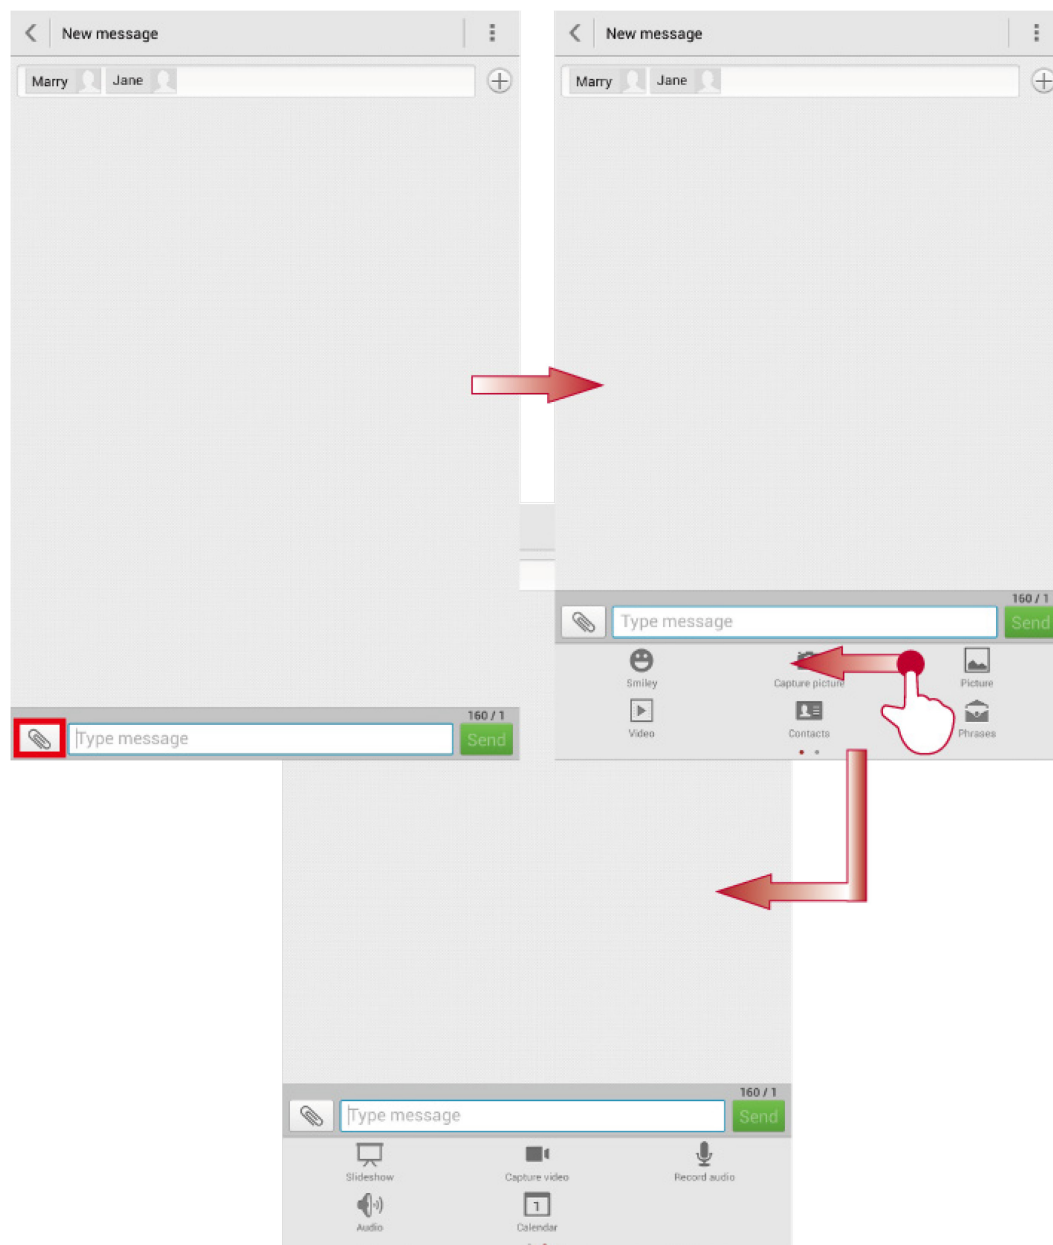 New message
Marry Jane
160 / 1
Type message Send
New message
Marry Jane
160 / 1
Type message Send
Smiley Capture picture Picture
Video Contacts Phrases
160 / 1
Type message Send
Slideshow Capture video Record audio
1
Audio Calendar